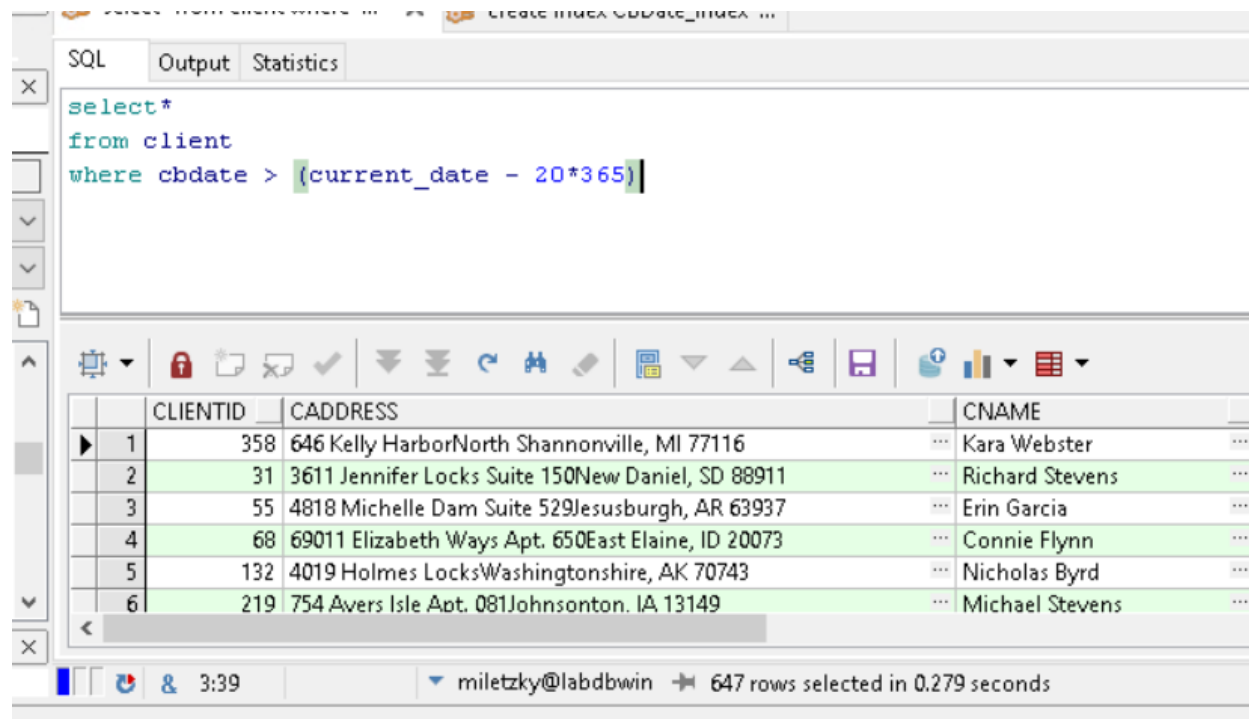 create index CBDate_index ...
SQL Output Statistics
select*
from client
where cbdate > (current_date - 20*365)
CLIENTID CADDRESS CNAME
1 358 646 Kelly HarborNorth Shannonville, MI 77116 ... Kara Webster ...
2 31 3611 Jennifer Locks Suite 150New Daniel, SD 88911 ... Richard Stevens ...
3 55 4818 Michelle Dam Suite 529Jesusburgh, AR 63937 ... Erin Garcia ...
4 68 69011 Elizabeth Ways Apt. 650East Elaine, ID 20073 ... Connie Flynn ...
5 132 4019 Holmes LocksWashingtonshire, AK 70743 ... Nicholas Byrd ...
6 219 754 Ayers Isle Apt. 081Johnsonton, IA 13149 ... Michael Stevens ...
& 3:39 miletzky@labdbwin 647 rows selected in 0.279 seconds